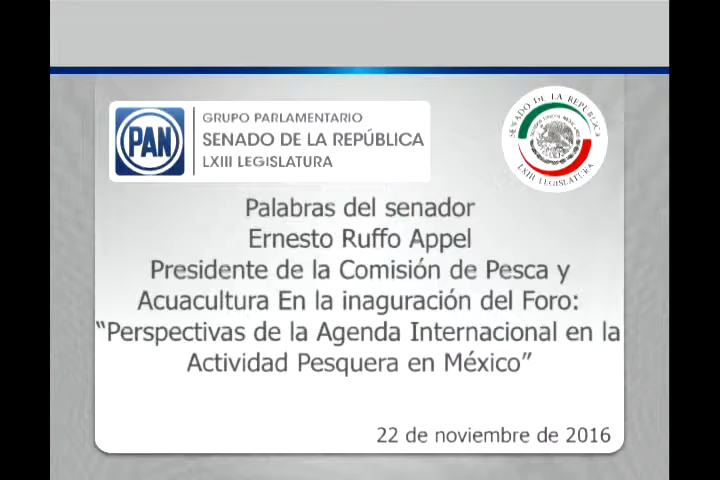 PAN
GRUPO PARLAMENTARIO
SENADO DE LA REPÚBLICA
LXIII LEGISLATURA
SENADO DE LA REPÚBLICA
LXIII LEGISLATURA
Palabras del senador
Ernesto Ruffo Appel
Presidente de la Comisión de Pesca y
Acuacultura En la inaguración del Foro:
“Perspectivas de la Agenda Internacional en la
Actividad Pesquera en México”
22 de noviembre de 2016